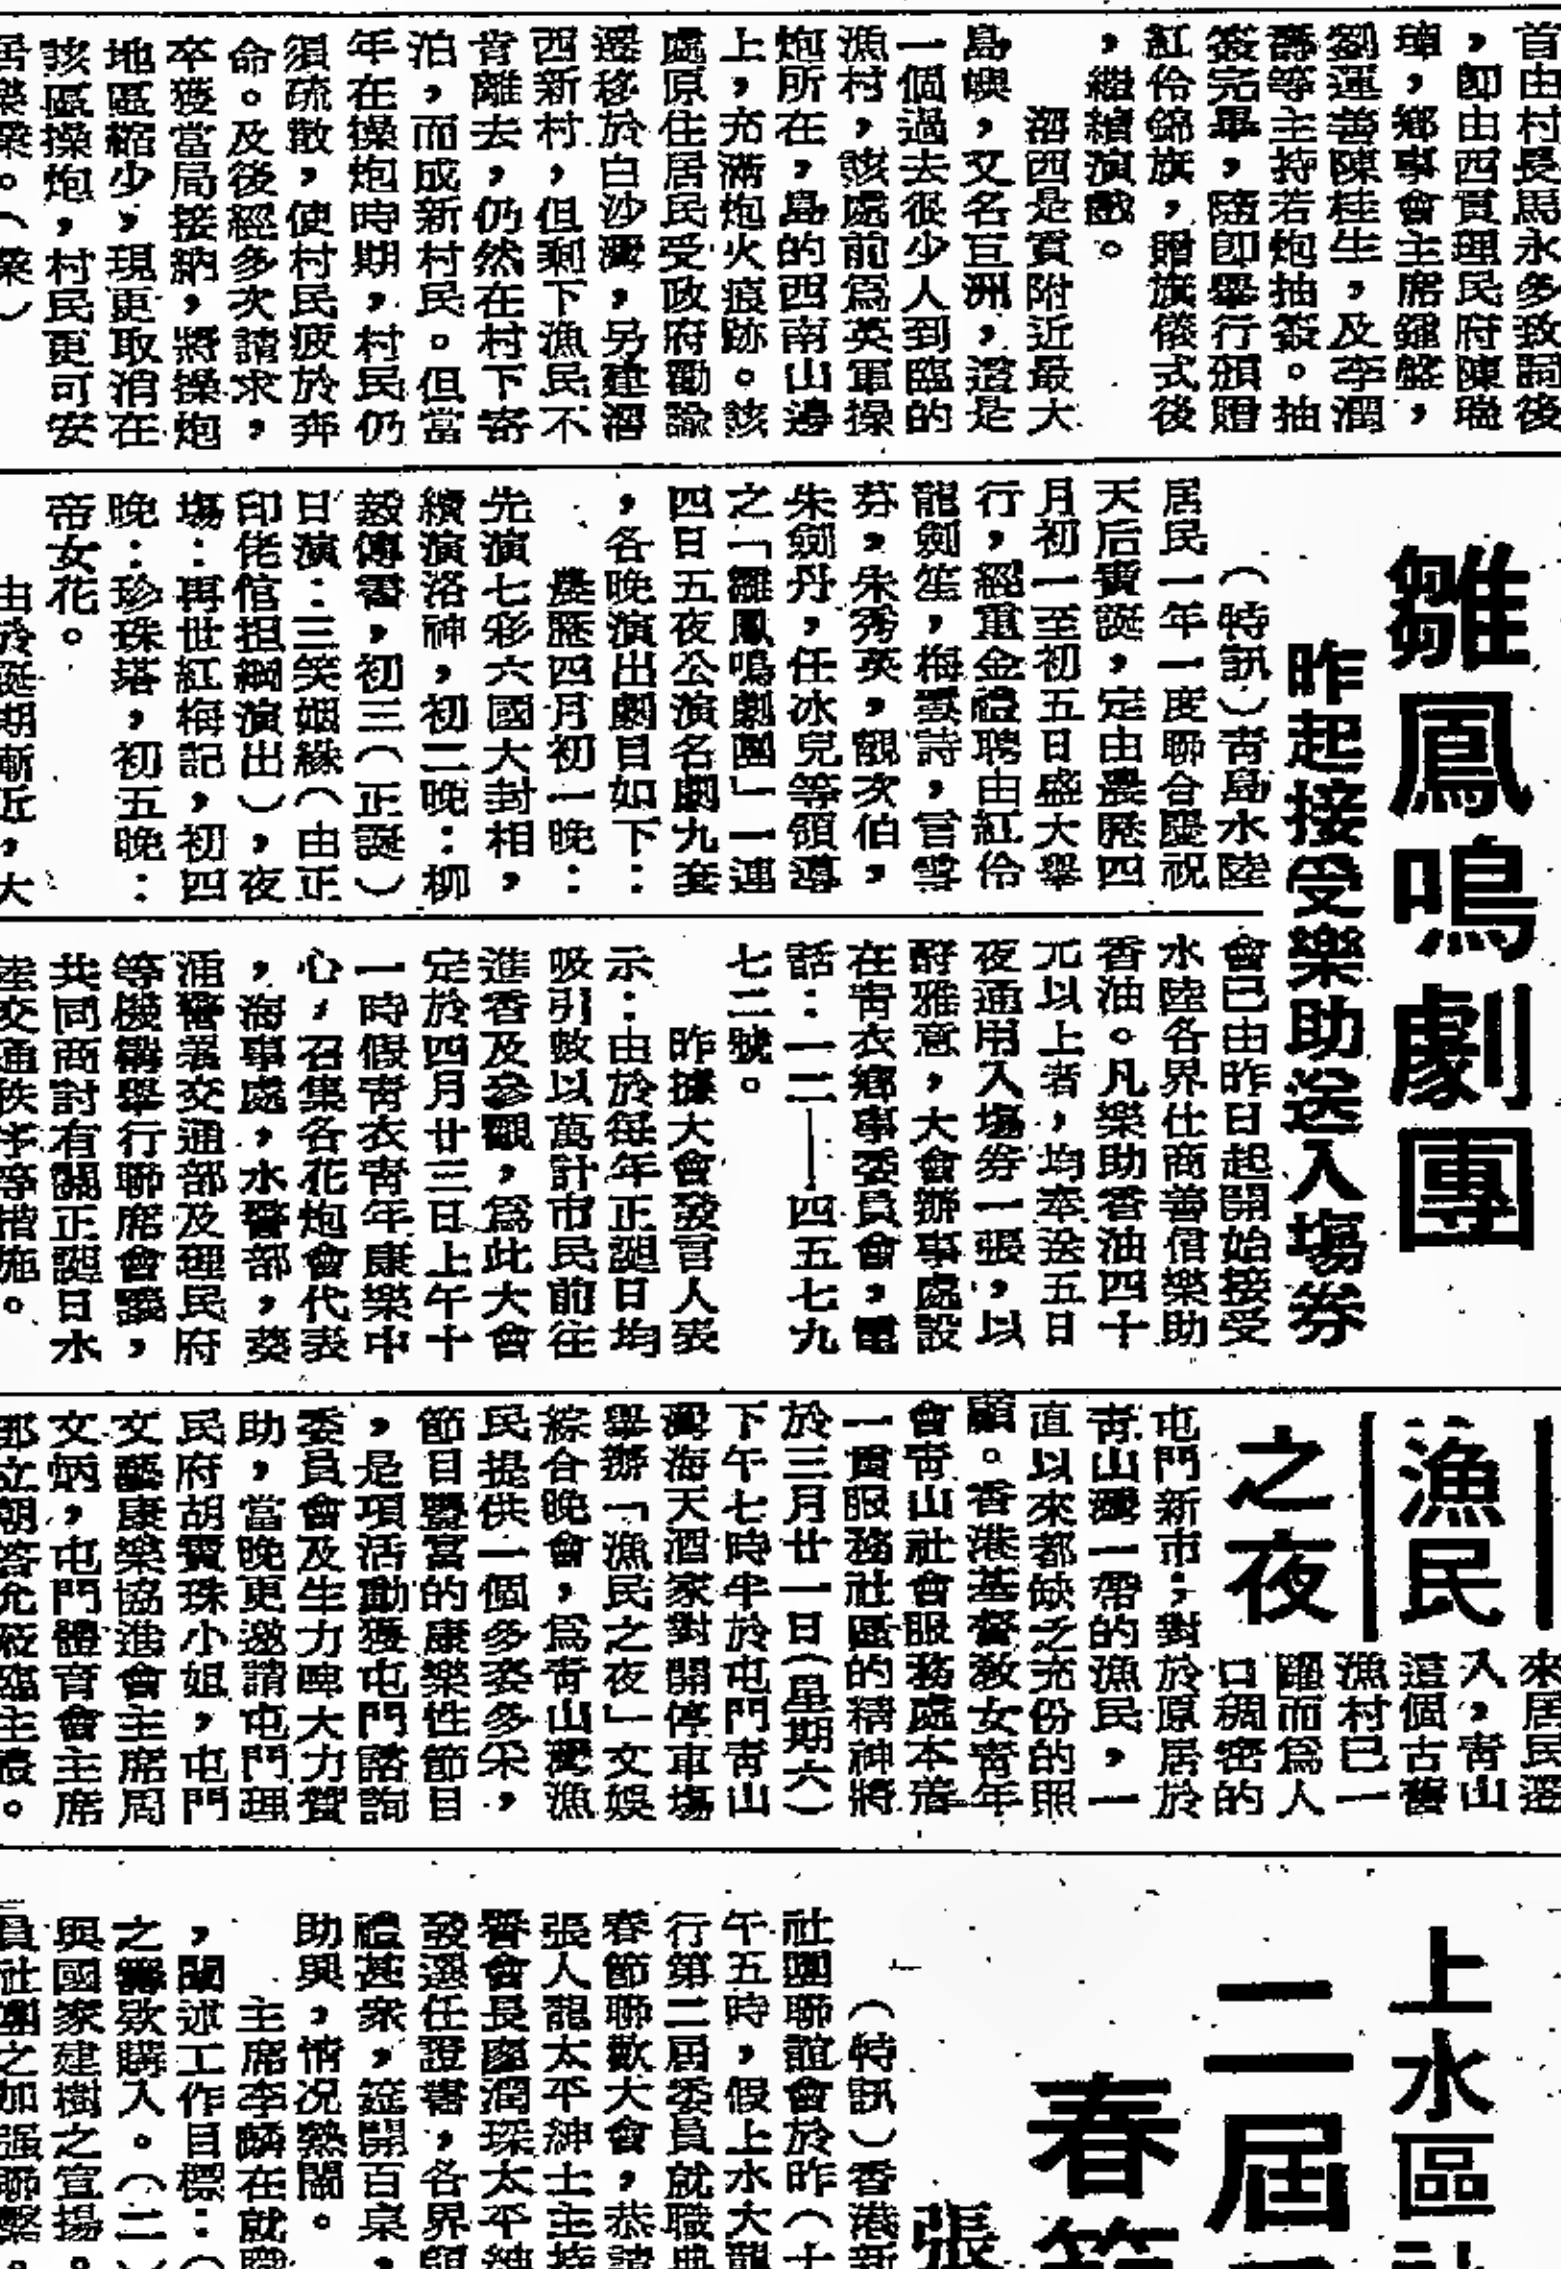 首由村長馬永多致詞後
，即由西貢理民府陳瑞
璋，鄉事會主席鍾盤，
劉運善陳桂生，及李潤
壽等主持若炮抽簽。抽
簽完畢，隨即舉行頒贈
紅伶錦旗，贈旗儀式後
，繼續演戲。
滘西是貢附近最大
島嶼，又名亘洲，這是
一個過去很少人到臨的
漁村，該處前為英軍操
炮所在，島的西南山邊
上，充滿炮火痕跡。該
處原住居民受政府勸諭
遷移於白沙灣，另建滘
西新村，但剩下漁民不
肯離去，仍然在村下寄
泊，而成新村民。但當
年在操炮時期，村民仍
須疏散，使村民疲於奔
命。及後經多次請求，
卒獲當局接納，將操炮
地區縮少，現更取消在
該區操炮，村民更可安
居樂業。（榮）
雛鳳鳴劇團
昨起接受樂助送入場券
（特訊）青島水陸
居民一年一度聯合慶祝
天后寶誕，定由農曆四
月初一至初五日盛大舉
行，經重金禮聘由紅伶
龍劍笙，梅雪詩，言雪
芬，朱秀英，靚次伯，
朱劍丹，任冰兒等領導
之「雛鳳鳴劇團」一連
四日五夜公演名劇九套
，各晚演出劇目如下：
農曆四月初一晚：
先演七彩六國大封相，
續演洛神，初二晚：柳
毅傳書，初三（正誕）
日演：三笑姻緣（由正
印佬倌担綱演出），夜
場：再世紅梅記，初四
晚：珍珠塔，初五晚：
帝女花。
由於誕期漸近，大
會已由昨日起開始接受
水陸各界仕商善信樂助
香油。凡樂助香油四十
元以上者，均奉送五日
夜通用入場券一張，以
酧雅意，大會辦事處設
在青衣鄉事委員會，電
話：一二—四五七九
七二號。
昨據大會發言人表
示：由於每年正誕日均
吸引數以萬計市民前往
進香及參觀，為此大會
定於四月廿三日上午十
一時假青衣青年康樂中
心，召集各花炮會代表
，海事處，水警部，葵
涌警署交通部及理民府
等機構舉行聯席會議，
共同商討有關正誕日水
陸交通秩序等措施。
漁民
之夜
來居民遷
入，青山
這個古舊
漁村已一
躍而為人
口稠密的
屯門新市；對於原居於
青山灣一帶的漁民，一
直以來都缺乏充份的照
顧。香港基督教女青年
會青山社會服務處本着
一貫服務社區的精神將
於三月廿一日（星期六）
下午七時半於屯門青山
灣海天酒家對開停車場
舉辦「漁民之夜」文娛
綜合晚會，為青山灣漁
民提供一個多姿多采，
節目豐富的康樂性節目
，是項活動獲屯門諮詢
委員會及生力啤大力贊
助，當晚更邀請屯門理
民府胡寶珠小姐，屯門
文藝康樂協進會主席周
文炳，屯門體育會主席
邵立朝答允蒞臨主禮。
上水區社
二屆
春節
張
（特訊）香港新
社團聯誼會於昨（十
午五時，假上水大龍
行第二屆委員就職典
春節聯歡大會，恭請
張人龍太平紳士主持
署會長廖潤琛太平紳
發選任證書，各界
禮甚衆，筵開百桌，
助興，情况熱鬧。
主席李麟在就職
，闡述工作目標：（
之籌欵購入。（二）
與國家建樹之宣揚。
員社團之加强聯繫。